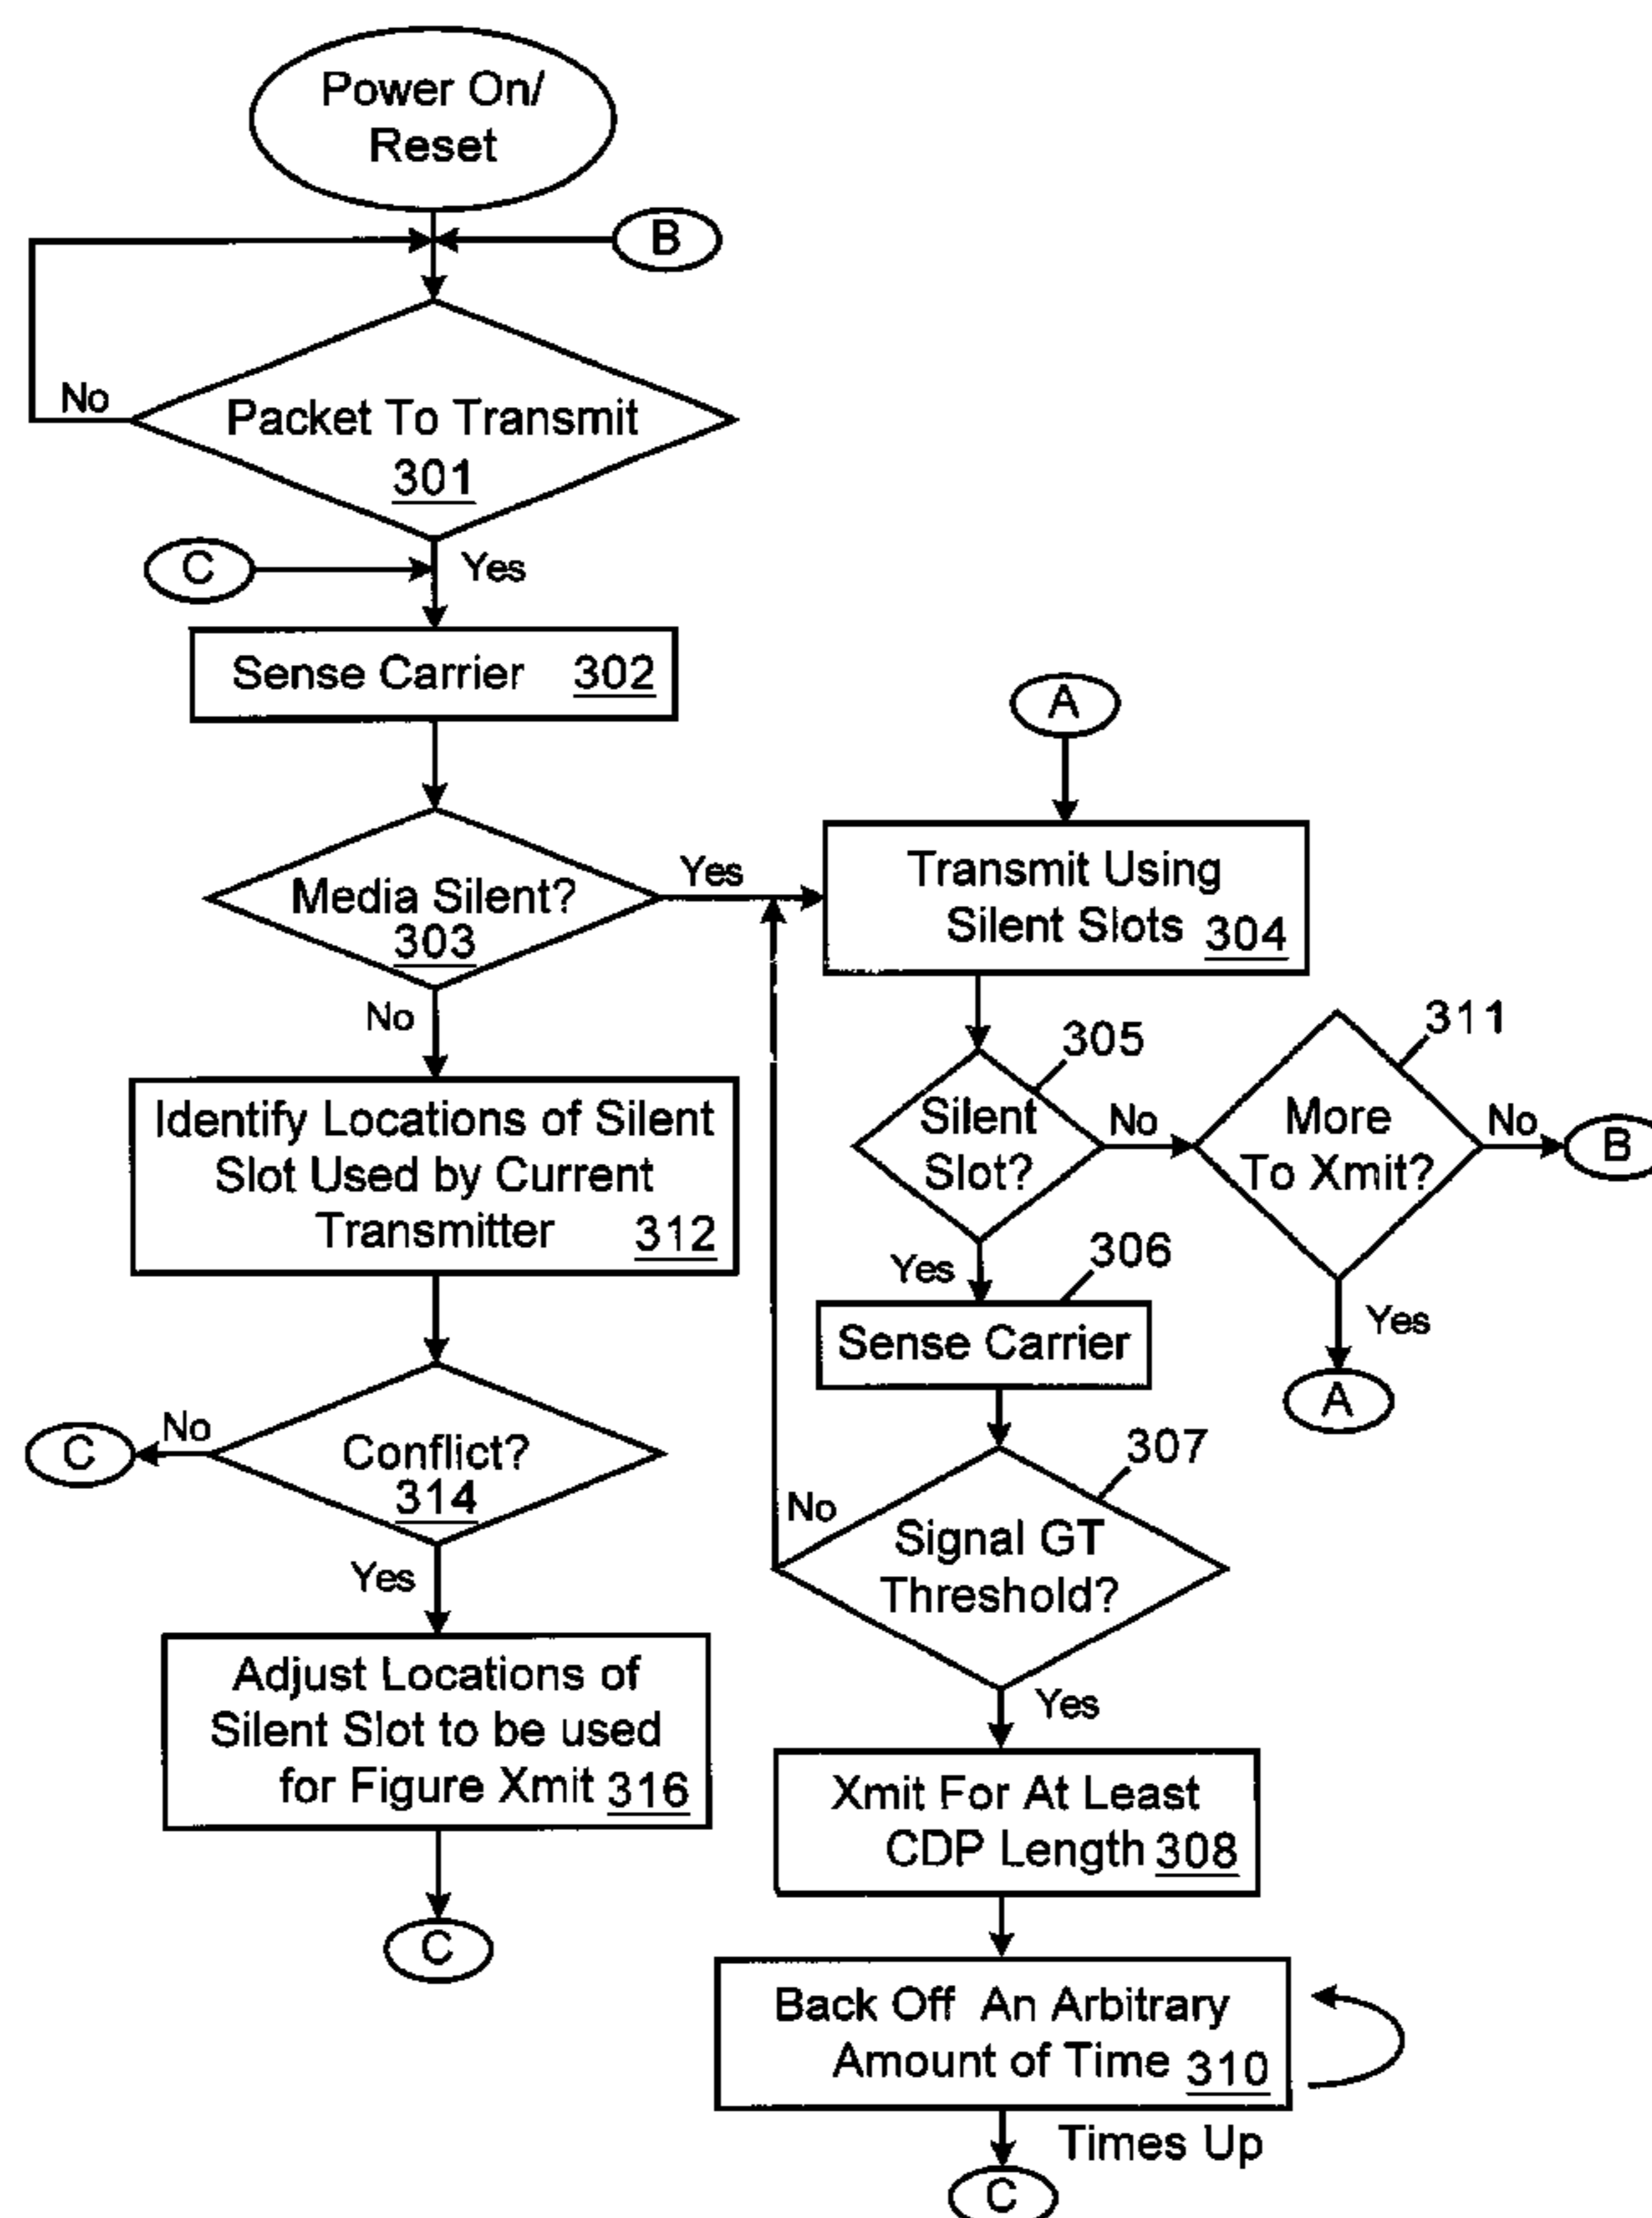 Power On/
Reset
B
No
Packet To Transmit
301
C
Yes
Sense Carrier 302
Media Silent?
303
Yes
No
Identify Locations of Silent
Slot Used by Current
Transmitter 312
Conflict?
314
No
C
Yes
Adjust Locations of
Silent Slot to be used
for Figure Xmit 316
C
A
Transmit Using
Silent Slots 304
305
Silent
Slot?
No
311
More
To Xmit?
No
B
Yes
A
Yes
306
Sense Carrier
307
Signal GT
Threshold?
No
Yes
Xmit For At Least
CDP Length 308
Back Off An Arbitrary
Amount of Time 310
Times Up
C